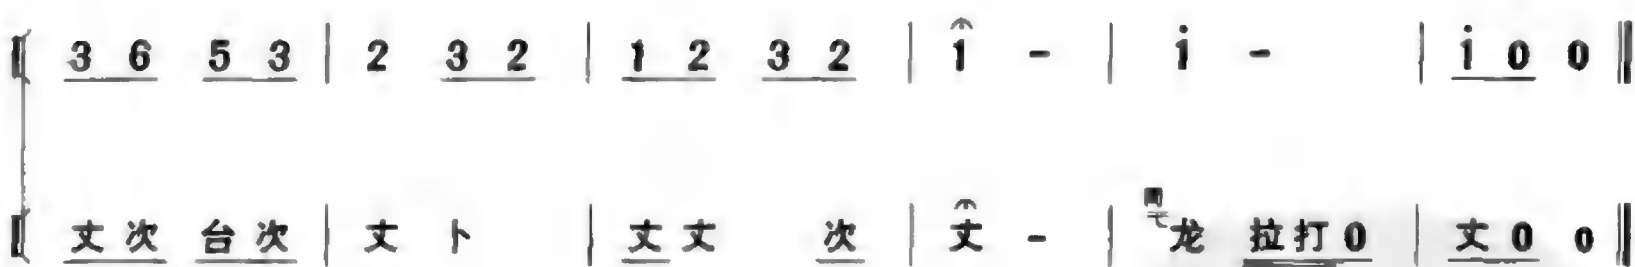 3 6 5 3 | 2 3 2 | 1 2 3 2 | 1 - | i - | i 0 0 ‖
丈次 台次 | 丈 卜 | 丈丈 次 | 丈 - | 龙 拉打0 | 丈 0 0 ‖